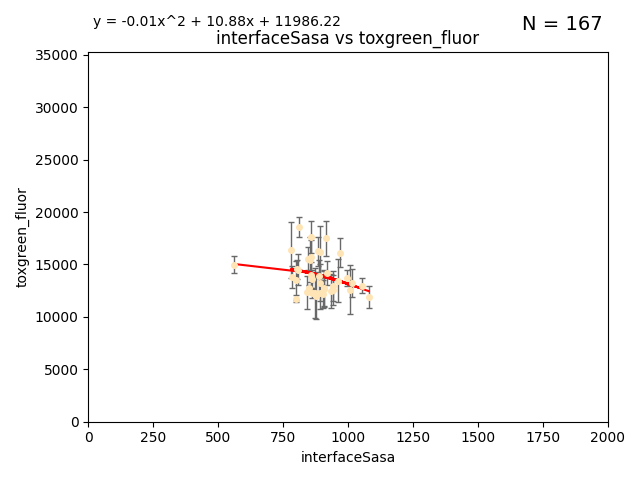 y = -0.01x^2 + 10.88x + 11986.22
N = 167
interfaceSasa vs toxgreen_fluor
35000
30000
25000
20000
15000
10000
5000
0
toxgreen_fluor
0 250 500 750 1000 1250 1500 1750 2000
interfaceSasa